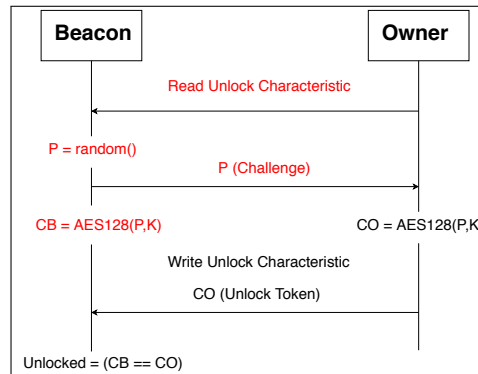 Beacon
Owner
Read Unlock Characteristic
P = random()
P (Challenge)
CB = AES128(P,K)
CO = AES128(P,K
Write Unlock Characteristic
CO (Unlock Token)
Unlocked = (CB == CO)